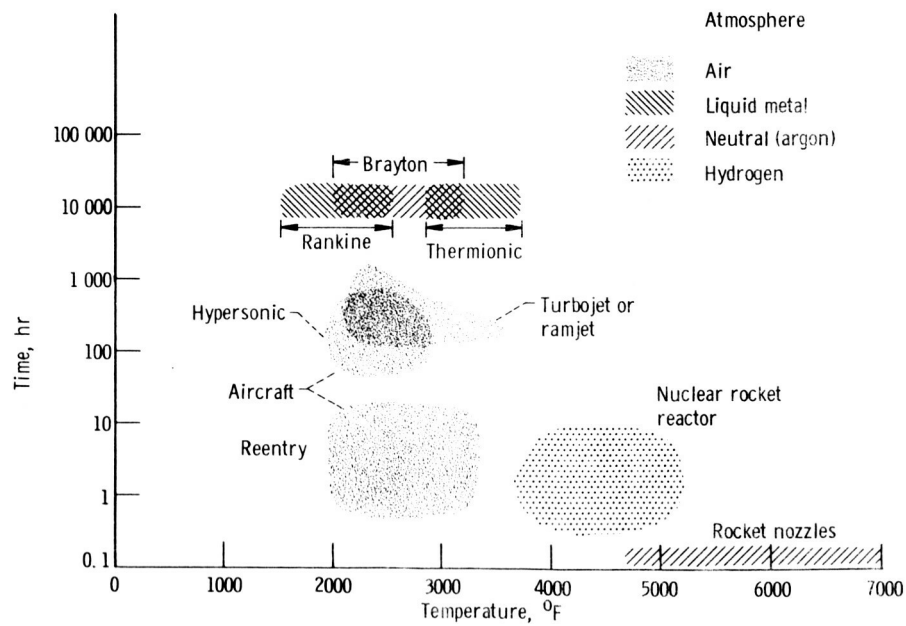 Atmosphere
Air
Liquid metal
Neutral (argon)
Hydrogen
100 000
10 000
1 000
100
10
1
0.1
Time, hr
Brayton
Rankine
Thermionic
Hypersonic
Turbojet or
ramjet
Aircraft
Reentry
Nuclear rocket
reactor
Rocket nozzles
0
1000
2000
3000
4000
5000
6000
7000
Temperature, °F